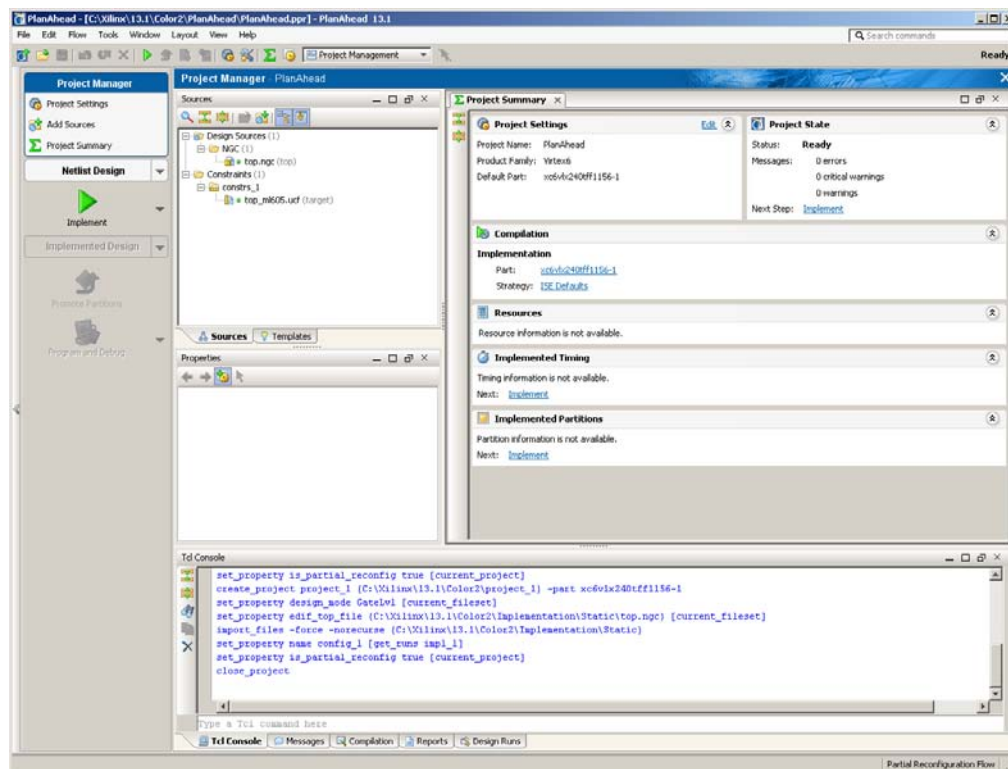 PlanAhead - [C:\Xilinx\13.1\Color2\PlanAhead\PlanAhead.ppr] - PlanAhead 13.1
File Edit Flow Tools Window Layout View Help
Search commands
Project Management
Ready
Project Manager
Project Settings
Add Sources
Project Summary
Netlist Design
Implement
Implemented Design
Promote Partitions
Program and Debug
Project Manager - PlanAhead
Sources
Design Sources (1)
NGC (1)
top.ngc (top)
Constraints (1)
constrs_1
top_ml605.ucf (target)
Sources Templates
Properties
Project Summary
Project Settings Edit
Project Name: PlanAhead
Product Family: Virtex6
Default Part: xc6vlx240tff1156-1
Project State
Status: Ready
Messages: 0 errors
0 critical warnings
0 warnings
Next Step: Implement
Compilation
Implementation
Part: xc6vlx240tff1156-1
Strategy: ISE Defaults
Resources
Resource information is not available.
Implemented Timing
Timing information is not available.
Next: Implement
Implemented Partitions
Partition information is not available.
Next: Implement
Tcl Console
set_property is_partial_reconfig true [current_project]
create_project project_1 {C:\Xilinx\13.1\Color2\project_1} -part xc6vlx240tff1156-1
set_property design_mode GateLvl [current_fileset]
set_property edif_top_file {C:\Xilinx\13.1\Color2\Implementation\Static\top.ngc} [current_fileset]
import_files -force -norecurse {C:\Xilinx\13.1\Color2\Implementation\Static}
set_property name config_1 [get_runs impl_1]
set_property is_partial_reconfig true [current_project]
close_project
Type a Tcl command here
Tcl Console Messages Compilation Reports Design Runs
Partial Reconfiguration Flow